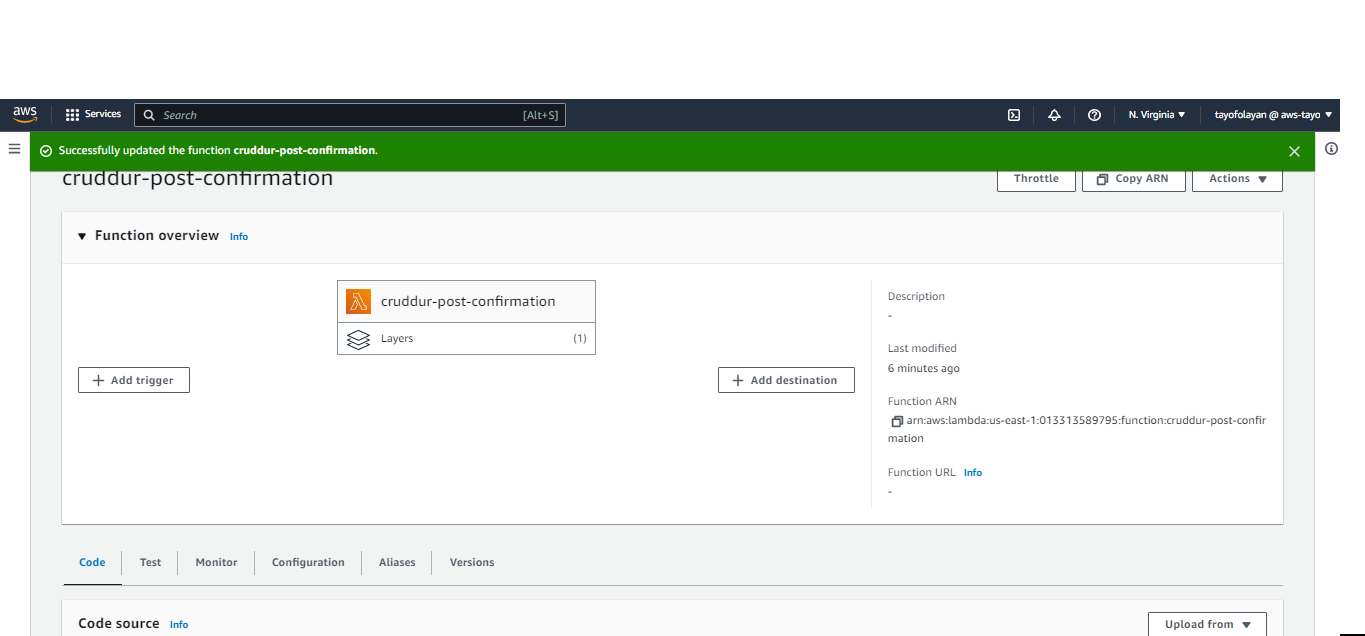 aws Services Search [Alt+S] N. Virginia ▼ tayofolayan @ aws-tayo ▼
Successfully updated the function cruddur-post-confirmation.
cruddur-post-confirmation Throttle Copy ARN Actions ▼
▼ Function overview Info
cruddur-post-confirmation
Layers (1)
+ Add trigger
+ Add destination
Description
-
Last modified
6 minutes ago
Function ARN
arn:aws:lambda:us-east-1:013313589795:function:cruddur-post-confir
mation
Function URL Info
-
Code Test Monitor Configuration Aliases Versions
Code source Info Upload from ▼